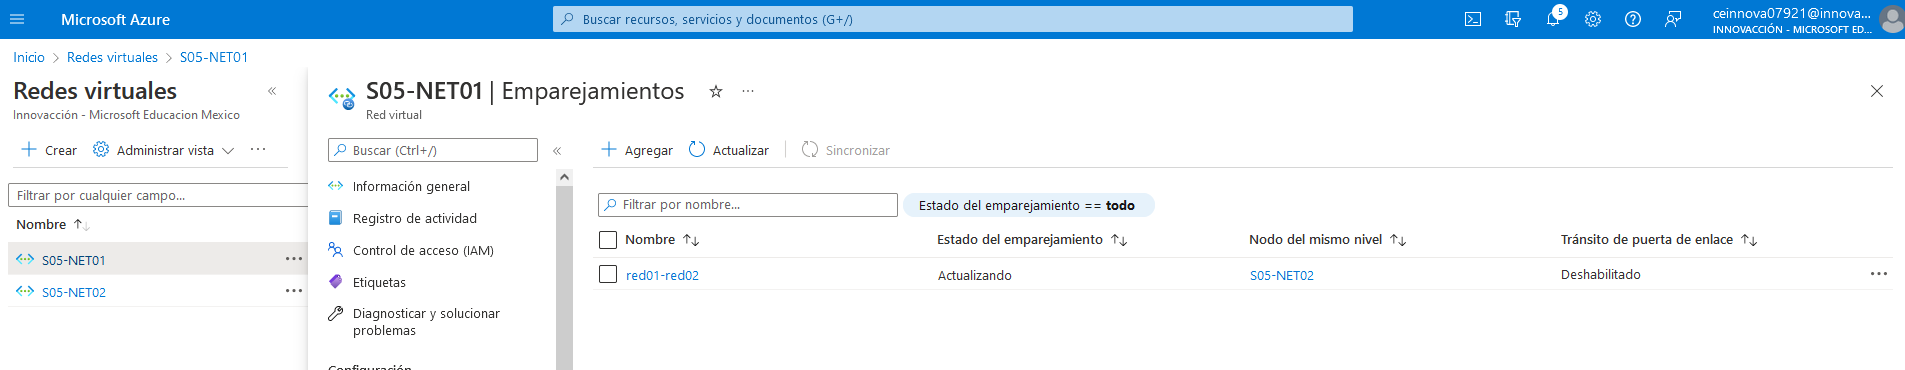 Microsoft Azure
Buscar recursos, servicios y documentos (G+/)
5
ceinnova07921@innova...
INNOVACCIÓN - MICROSOFT ED...
Inicio > Redes virtuales > S05-NET01
Redes virtuales
Innovacción - Microsoft Educacion Mexico
Crear Administrar vista
Filtrar por cualquier campo...
Nombre
S05-NET01
S05-NET02
S05-NET01 | Emparejamientos
Red virtual
Buscar (Ctrl+/)
Información general
Registro de actividad
Control de acceso (IAM)
Etiquetas
Diagnosticar y solucionar
problemas
Configuración
Agregar Actualizar Sincronizar
Filtrar por nombre...
Estado del emparejamiento == todo
Nombre Estado del emparejamiento Nodo del mismo nivel Tránsito de puerta de enlace
red01-red02 Actualizando S05-NET02 Deshabilitado